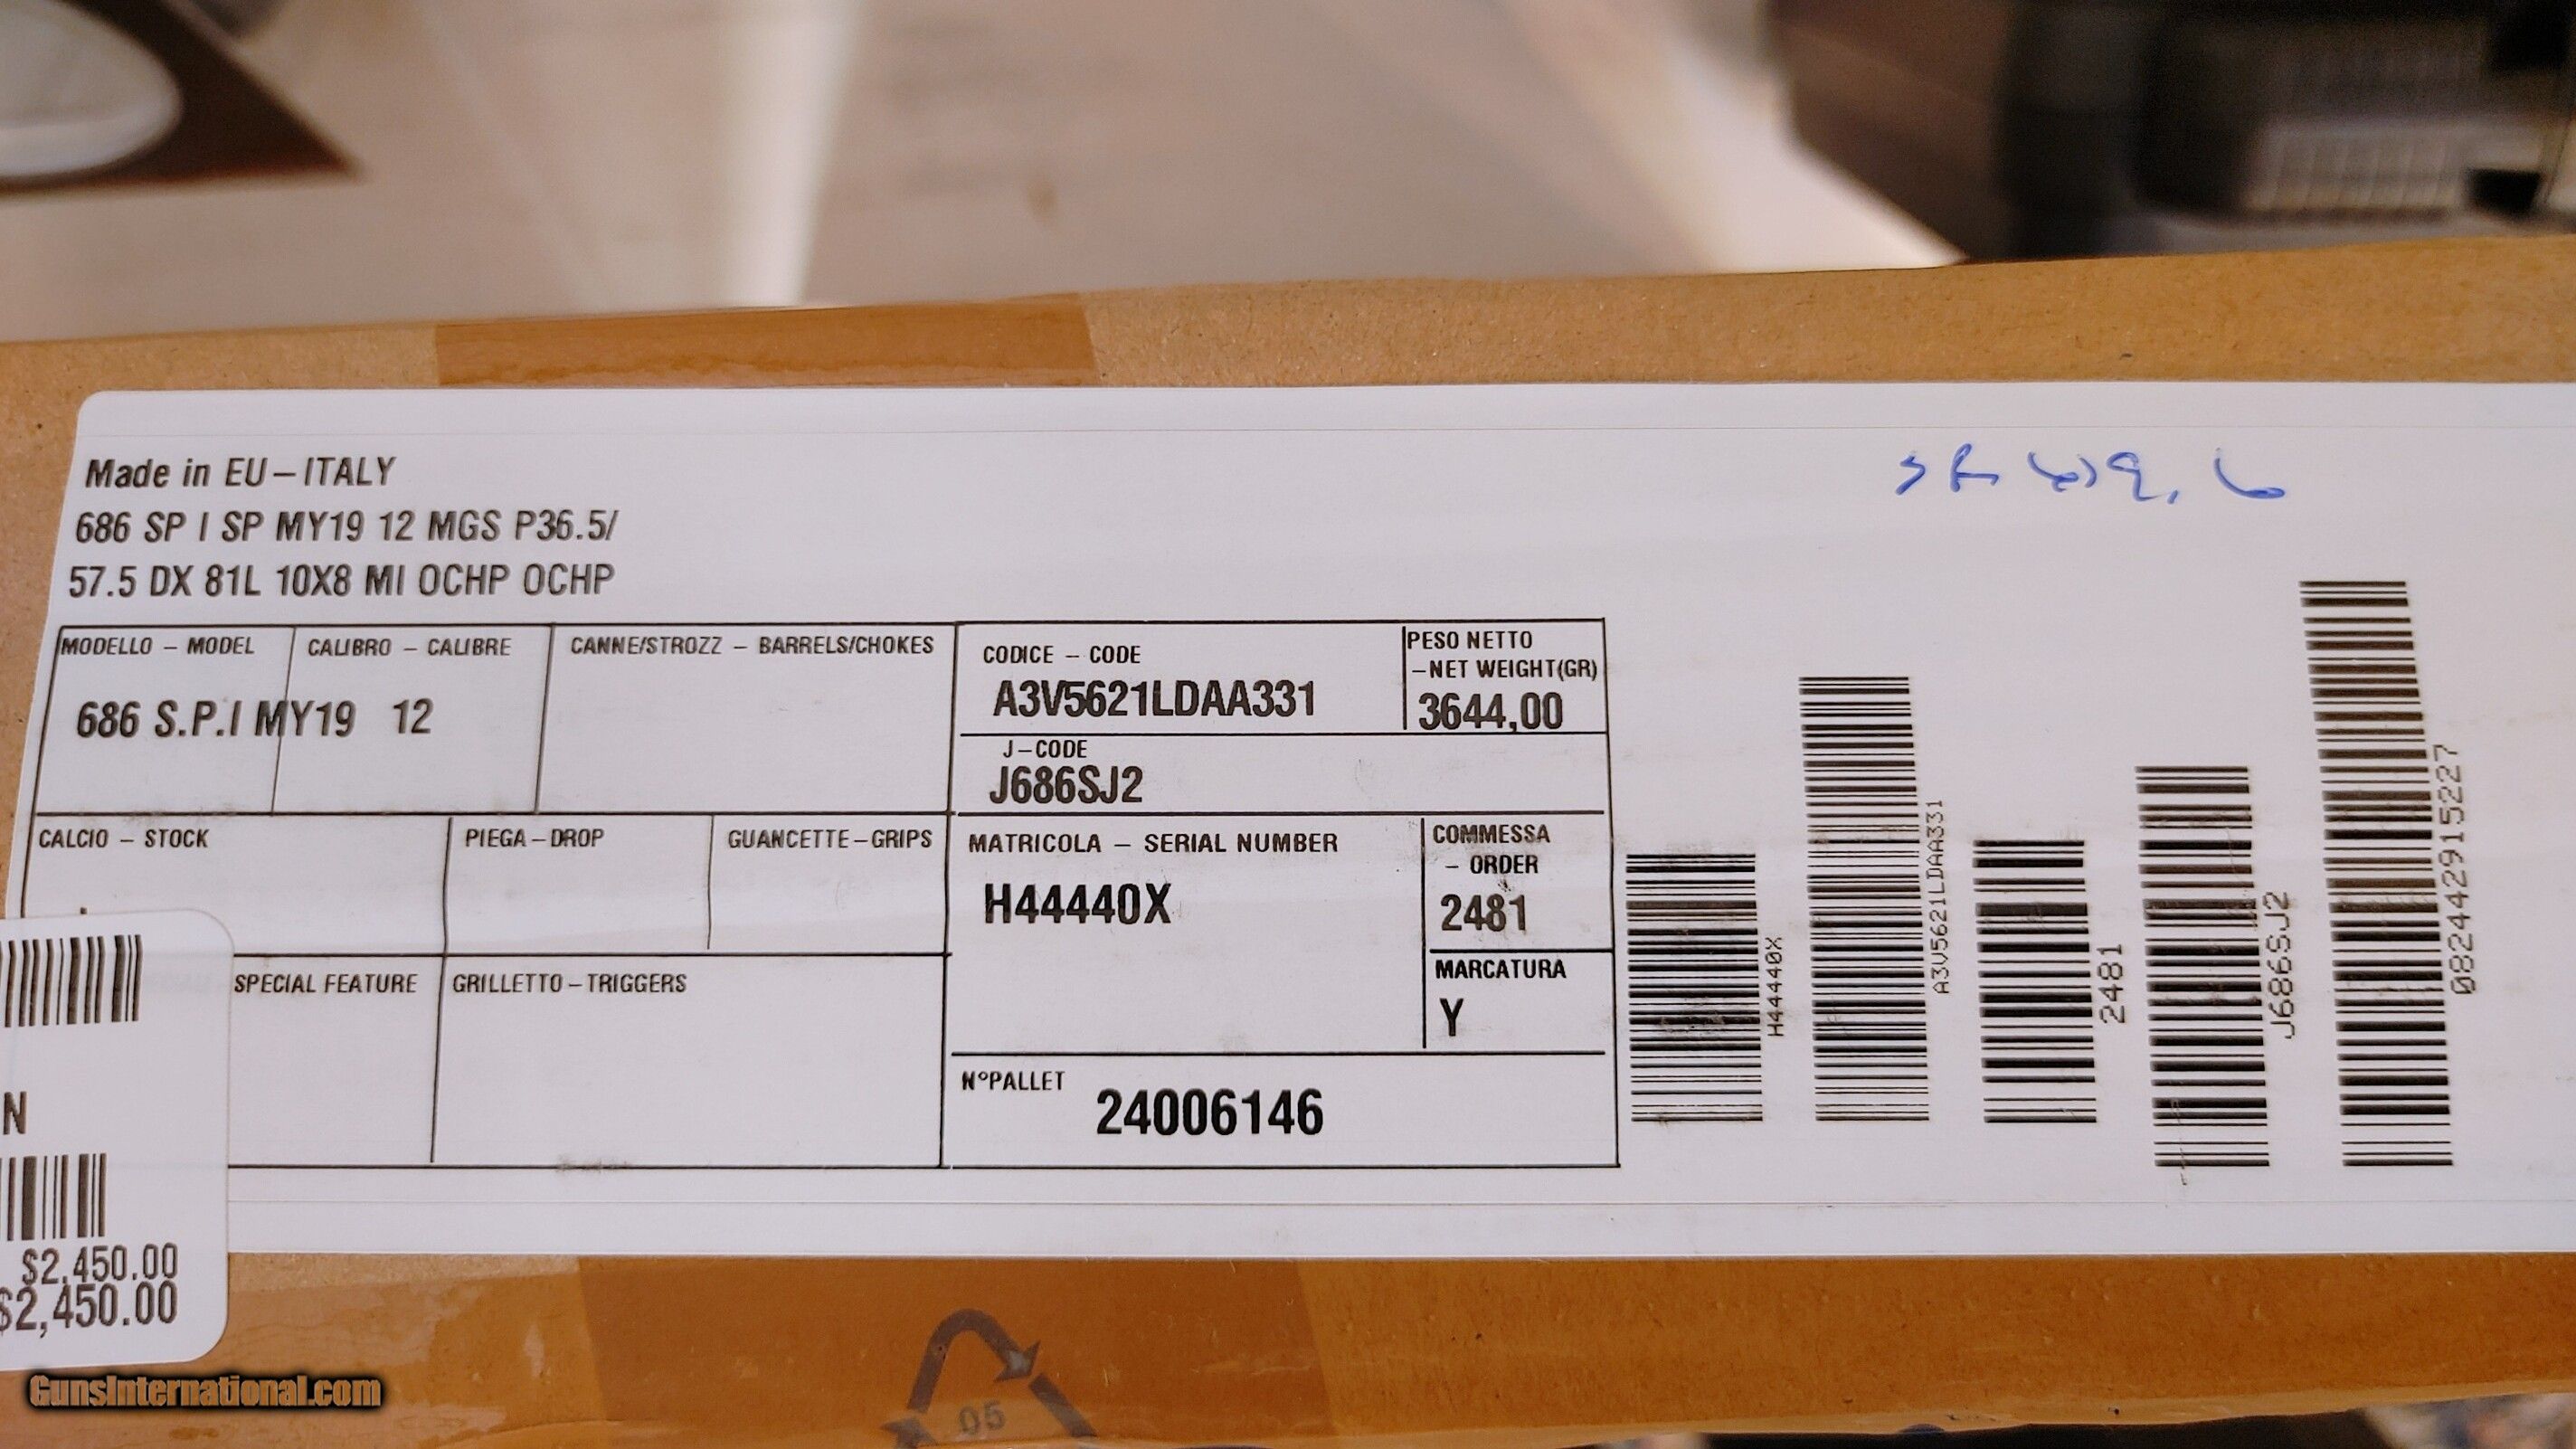 Made in EU-ITALY
686 SP I SP MY19 12 MGS P36.5/
57.5 DX 81L 10X8 MI OCHP OCHP
MODELLO - MODEL
CALIBRO - CALIBRE
CANNE/STROZZ - BARRELS/CHOKES
686 S.P.I MY19 12
CODICE - CODE
A3V5621LDAA331
PESO NETTO
-NET WEIGHT(GR)
3644,00
J-CODE
J686SJ2
CALCIO - STOCK
PIEGA-DROP
GUANCETTE-GRIPS
MATRICOLA - SERIAL NUMBER
H44440X
COMMESSA
- ORDER
2481
MARCATURA
Y
SPECIAL FEATURE
GRILLETTO-TRIGGERS
N°PALLET
24006146
H44440X
A3V5621LDAA331
2481
J686SJ2
082442915227
N
$2,450.00
$2,450.00
05
GunsInternational.com